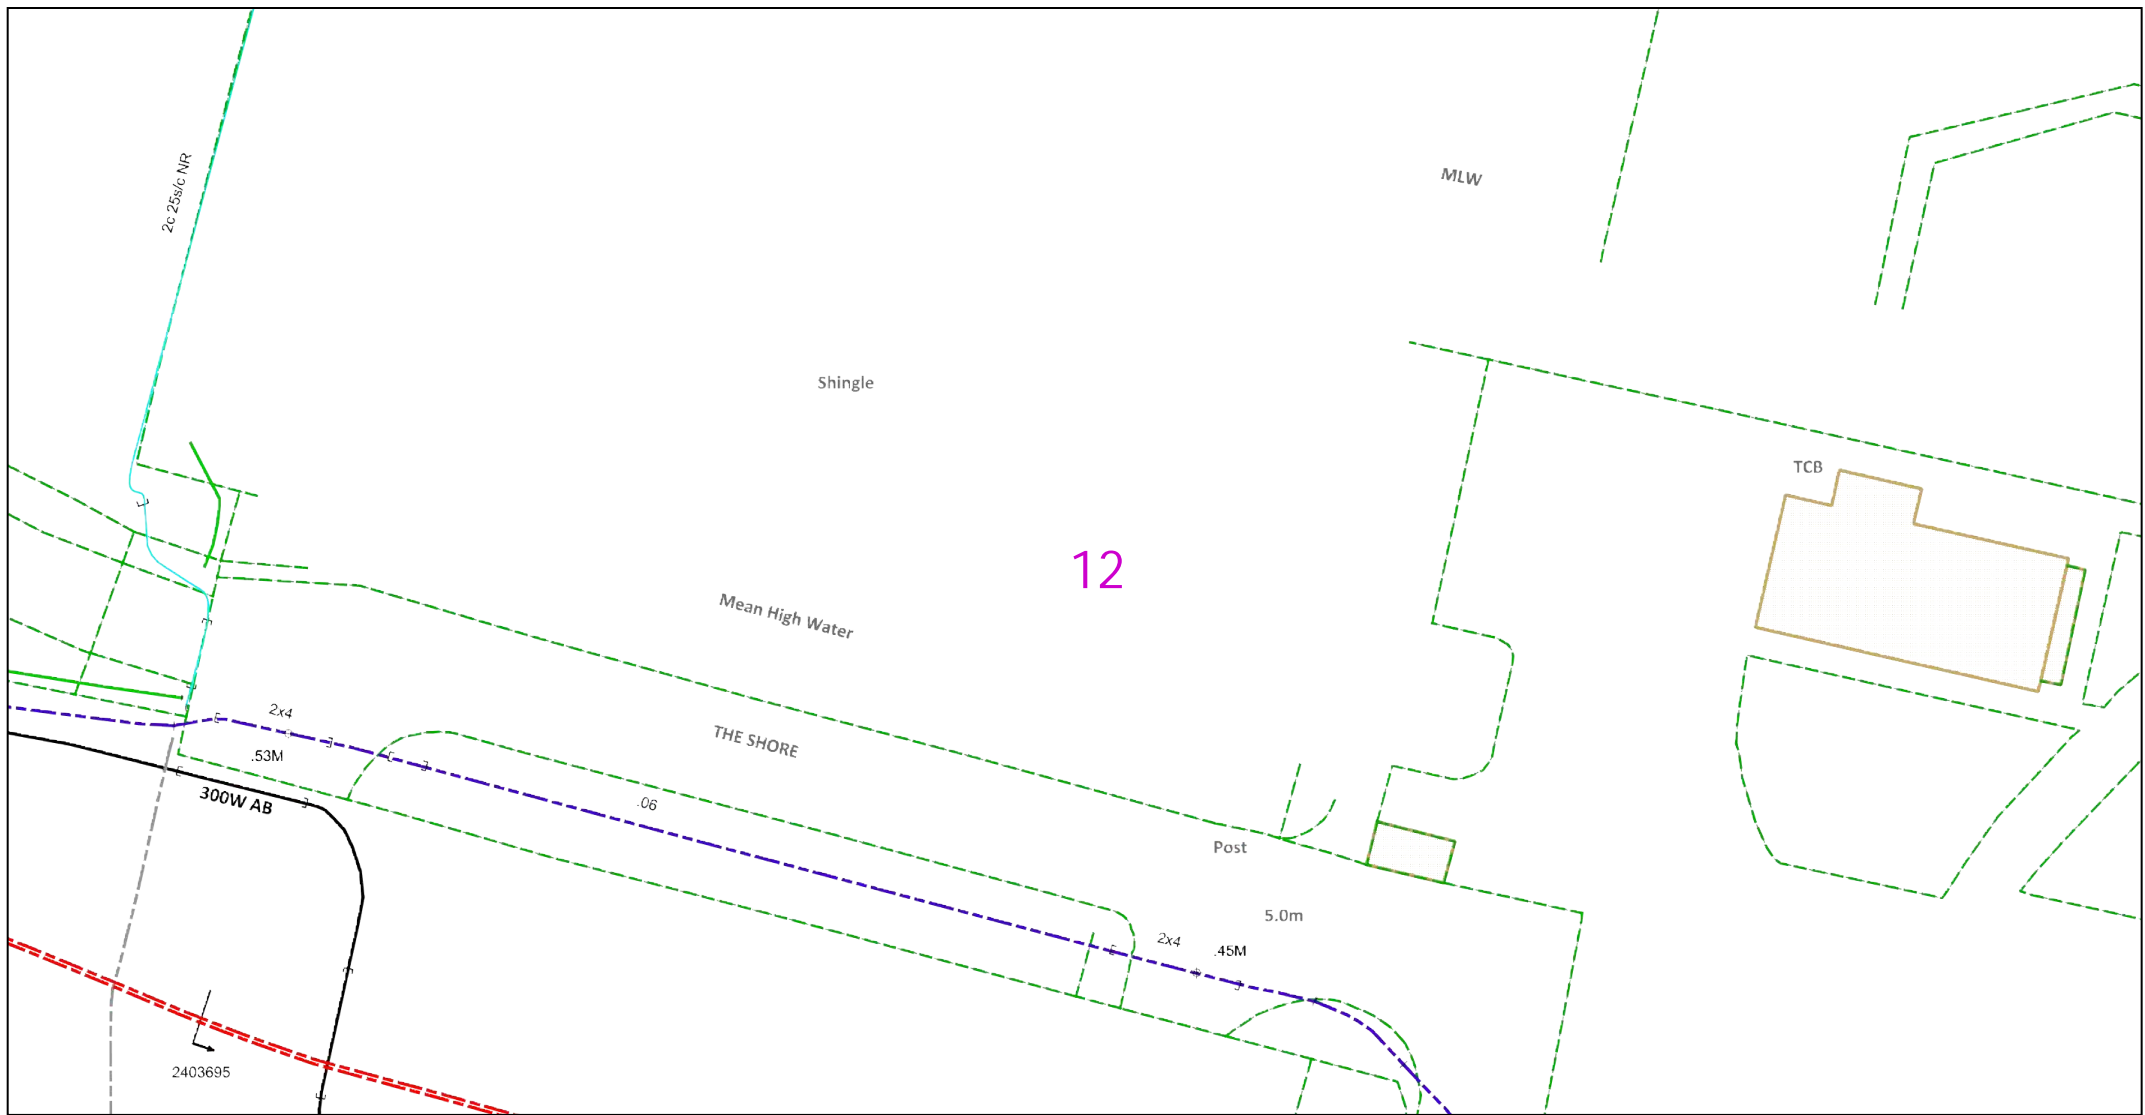 2c 25s/c NR
MLW
Shingle
TCB
12
Mean High Water
2x4
THE SHORE
.53M
300W AB
.06
Post
5.0m
2x4
.45M
2403695